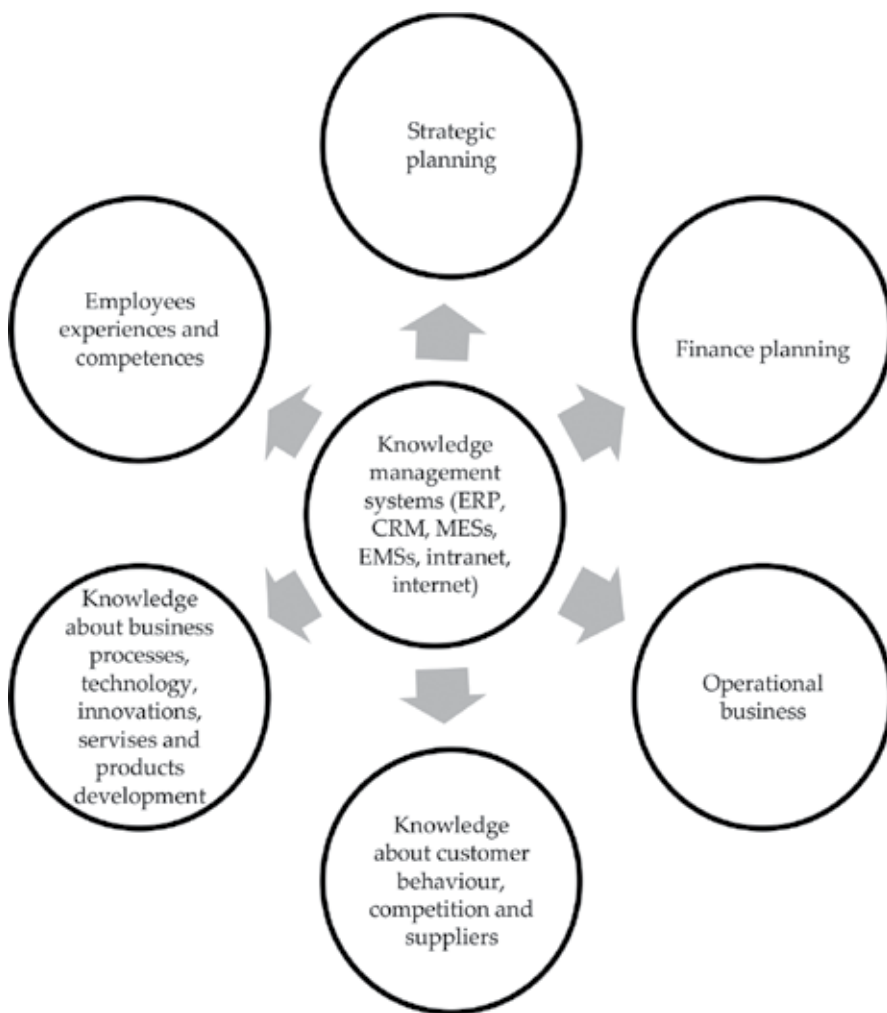 Strategic
planning
Employees
experiences and
competences
Finance planning
Knowledge
management
systems (ERP,
CRM, MESs,
EMSs, intranet,
internet)
Knowledge
about business
processes,
technology,
innovations,
servises and
products
development
Operational
business
Knowledge
about customer
behaviour,
competition and
suppliers